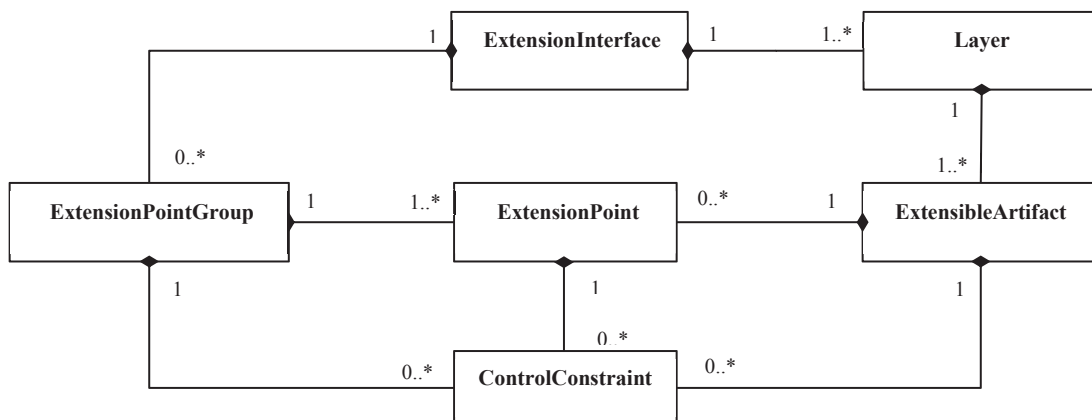 1 ExtensionInterface 1 1..* Layer
1
0..* 1..*
ExtensionPointGroup 1 1..* ExtensionPoint 0..* 1 ExtensibleArtifact
1 1 1
0..*
0..* ControlConstraint 0..*